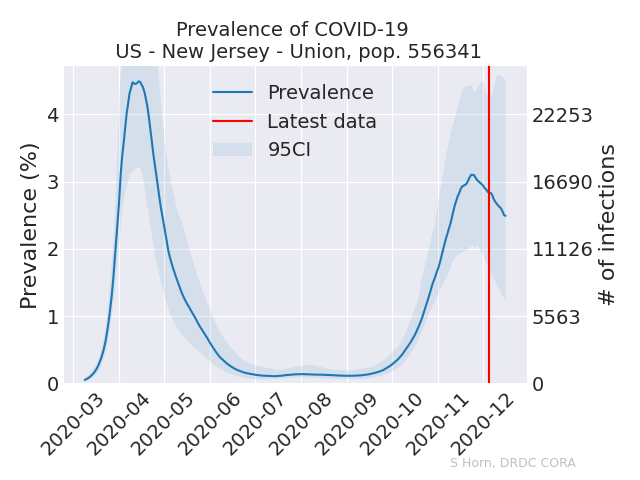 Prevalence of COVID-19
US - New Jersey - Union, pop. 556341
Prevalence (%)
4
3
2
1
0
Prevalence
Latest data
95CI
22253
16690
11126
5563
0
# of infections
2020-03
2020-04
2020-05
2020-06
2020-07
2020-08
2020-09
2020-10
2020-11
2020-12
S Horn, DRDC CORA